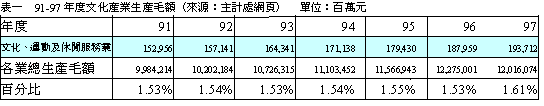 表一 91-97 年度文化產業生產毛額（來源：主計處網頁） 單位：百萬元
年度 91 92 93 94 95 96 97
文化、運動及休閒服務業 152,956 157,141 164,341 171,138 179,430 187,959 193,712
各業總生產毛額 9,984,214 10,202,184 10,726,315 11,103,452 11,566,943 12,275,001 12,016,074
百分比 1.53% 1.54% 1.53% 1.54% 1.55% 1.53% 1.61%